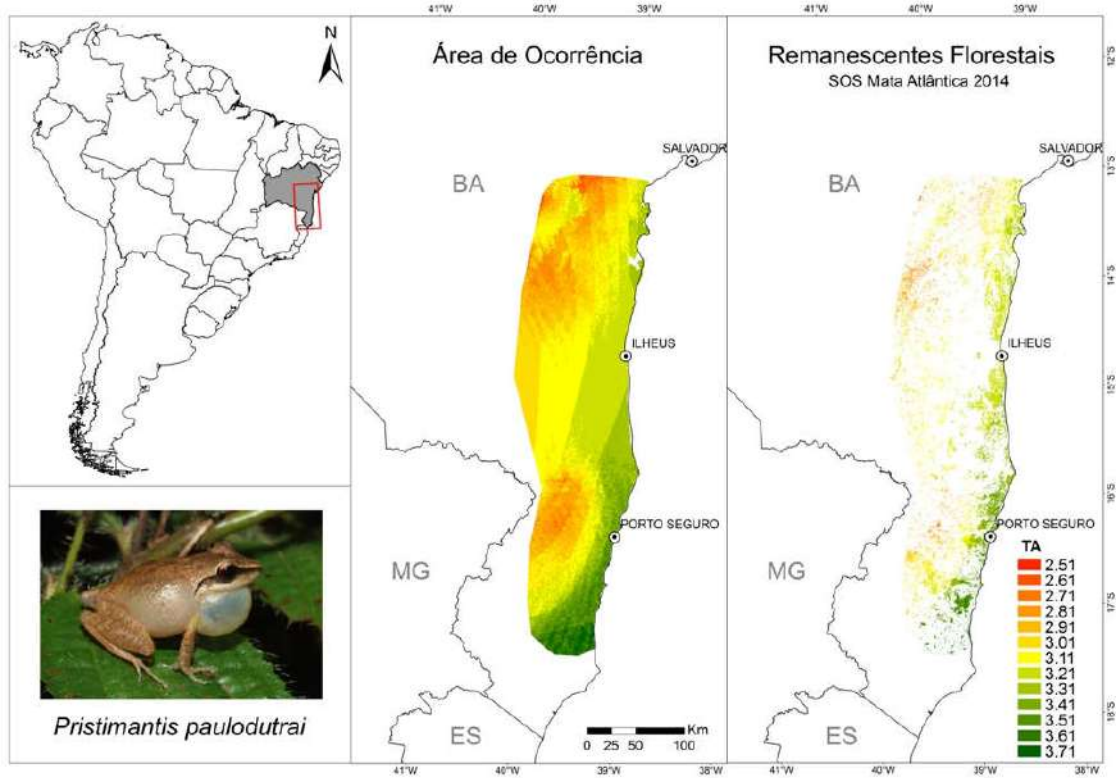 N
Pristimantis paulodutrai
41°W
40°W
39°W
Área de Ocorrência
SALVADOR
BA
ILHEUS
PORTO SEGURO
MG
ES
Km
0 25 50 100
41°W
40°W
39°W
40°W
39°W
Remanescentes Florestais
SOS Mata Atlântica 2014
SALVADOR
BA
ILHEUS
PORTO SEGURO
MG
ES
TA
2.51
2.61
2.71
2.81
2.91
3.01
3.11
3.21
3.31
3.41
3.51
3.61
3.71
12°S
13°S
14°S
15°S
16°S
17°S
18°S
40°W
39°W
38°W